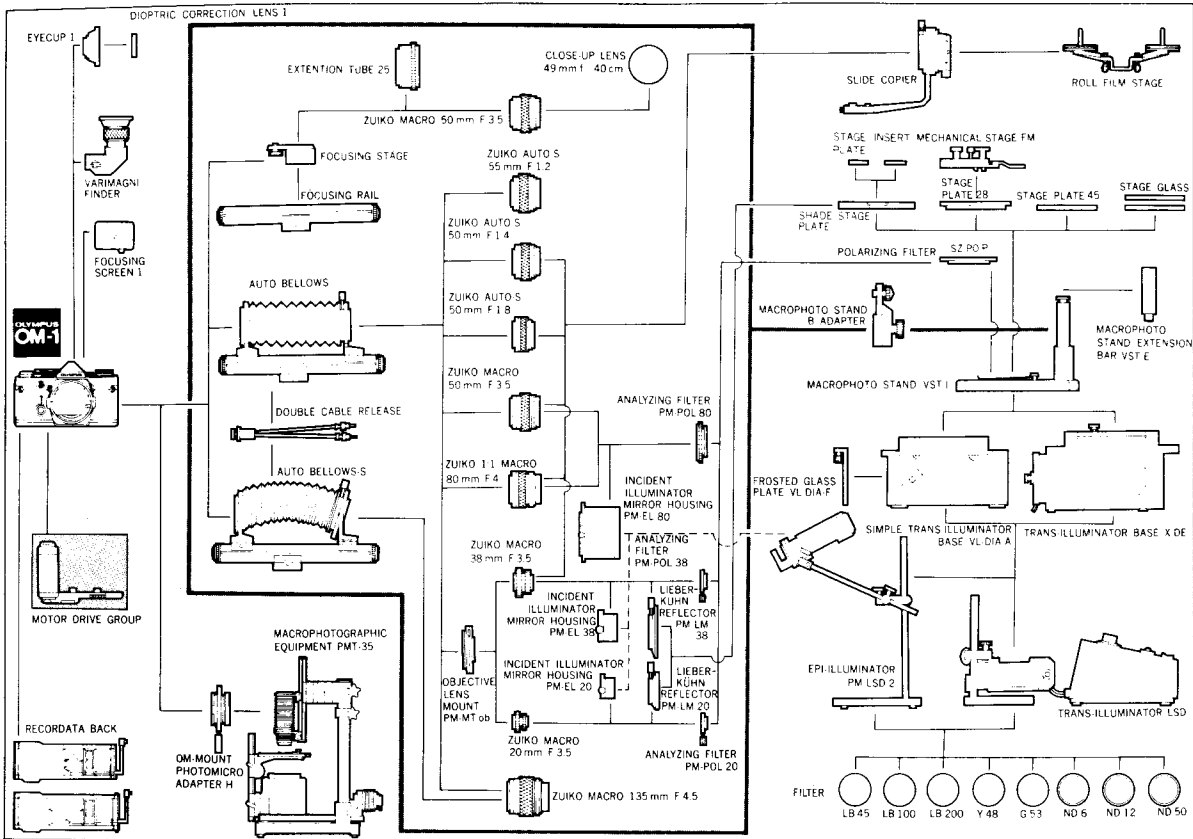 DIOPTRIC CORRECTION LENS 1
EYECUP 1
VARIMAGNI
FINDER
FOCUSING
SCREEN 1
OLYMPUS
OM-1
OLYMPUS
MOTOR DRIVE GROUP
RECORDATA BACK
OM-MOUNT
PHOTOMICRO
ADAPTER H
MACROPHOTOGRAPHIC
EQUIPMENT PMT-35
EXTENTION TUBE 25
CLOSE-UP LENS
49mm f 40cm
ZUIKO MACRO 50mm F3.5
FOCUSING STAGE
FOCUSING RAIL
AUTO BELLOWS
DOUBLE CABLE RELEASE
AUTO BELLOWS-S
ZUIKO AUTO S
55mm F1.2
ZUIKO AUTO S
50mm F1.4
ZUIKO AUTO-S
50mm F1.8
ZUIKO MACRO
50mm F3.5
ZUIKO 1:1 MACRO
80mm F4
ZUIKO MACRO
38mm F3.5
OBJECTIVE
LENS
MOUNT
PM-MT ob
ZUIKO MACRO
20mm F3.5
ZUIKO MACRO 135mm F4.5
ANALYZING FILTER
PM-POL 80
INCIDENT
ILLUMINATOR
MIRROR HOUSING
PM-EL 80
ANALYZING
FILTER
PM-POL 38
INCIDENT
ILLUMINATOR
MIRROR HOUSING
PM-EL 38
LIEBER-
KÜHN
REFLECTOR
PM LM
38
INCIDENT ILLUMINATOR
MIRROR HOUSING
PM-EL 20
LIEBER-
KÜHN
REFLECTOR
PM-LM 20
ANALYZING FILTER
PM-POL 20
SLIDE COPIER
ROLL FILM STAGE
STAGE INSERT
PLATE
MECHANICAL STAGE FM
SHADE STAGE
PLATE
STAGE
PLATE 28
STAGE PLATE 45
STAGE GLASS
POLARIZING FILTER
SZ PO P
MACROPHOTO STAND
B ADAPTER
MACROPHOTO
STAND EXTENSION
BAR VST E
MACROPHOTO STAND VST I
FROSTED GLASS
PLATE VL DIA-F
SIMPLE TRANS ILLUMINATOR
BASE VL-DIA A
TRANS-ILLUMINATOR BASE X DE
EPI-ILLUMINATOR
PM LSD 2
TRANS-ILLUMINATOR LSD
FILTER
LB 45
LB 100
LB 200
Y 48
G 53
ND 6
ND 12
ND 50